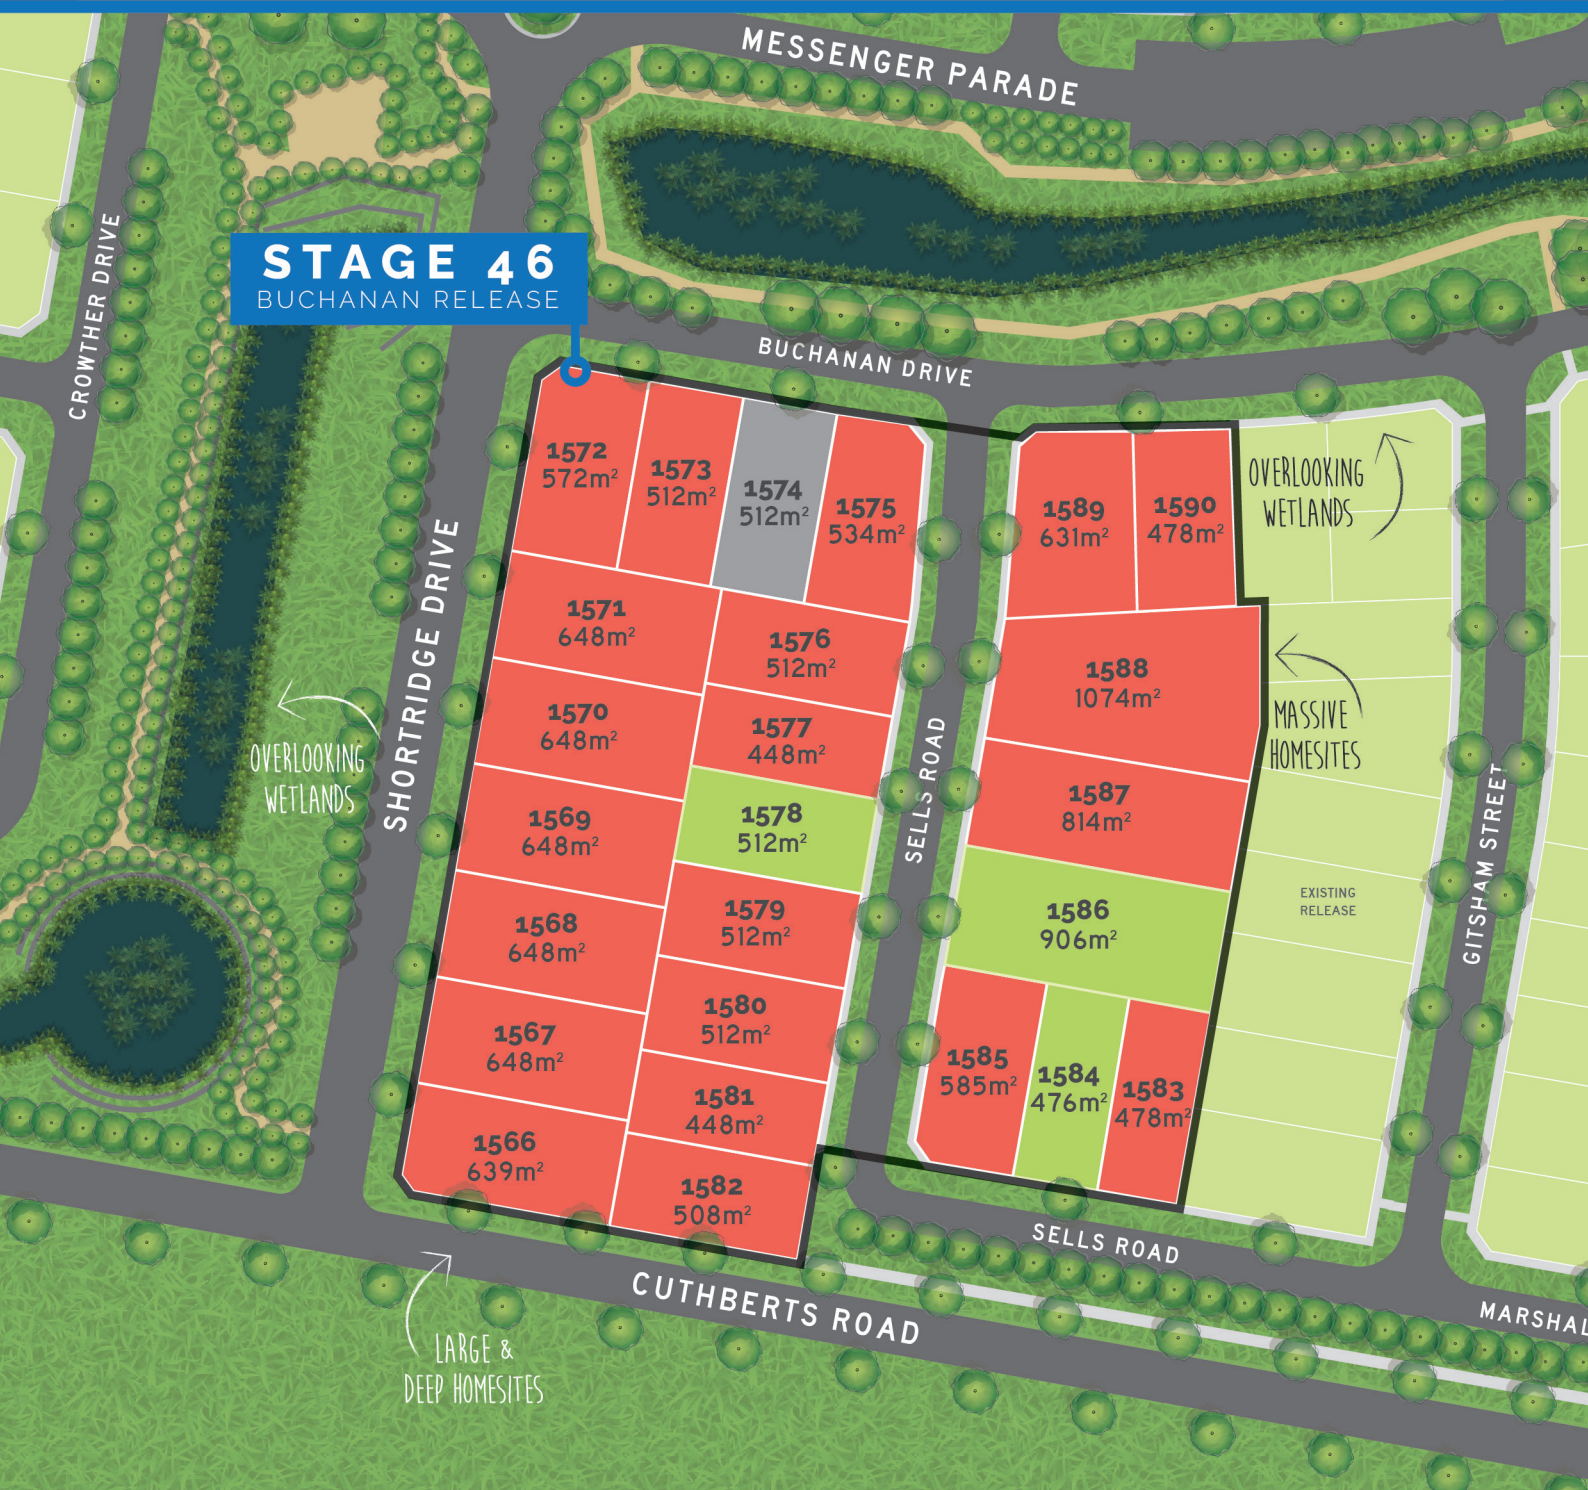 MESSENGER PARADE
CROWTHER DRIVE
STAGE 46
BUCHANAN RELEASE
BUCHANAN DRIVE
1572
572m²
1573
512m²
1574
512m²
1575
534m²
1589
631m²
1590
478m²
OVERLOOKING
WETLANDS
SHORTRIDGE DRIVE
1571
648m²
1576
512m²
1588
1074m²
MASSIVE
HOMESITES
1570
648m²
1577
448m²
SELLS ROAD
OVERLOOKING
WETLANDS
1569
648m²
1578
512m²
1587
814m²
GITSHAM STREET
EXISTING
RELEASE
1568
648m²
1579
512m²
1586
906m²
1567
648m²
1580
512m²
1585
585m²
1584
476m²
1583
478m²
1581
448m²
1566
639m²
1582
508m²
SELLS ROAD
CUTHBERTS ROAD
MARSHAL
LARGE &
DEEP HOMESITES